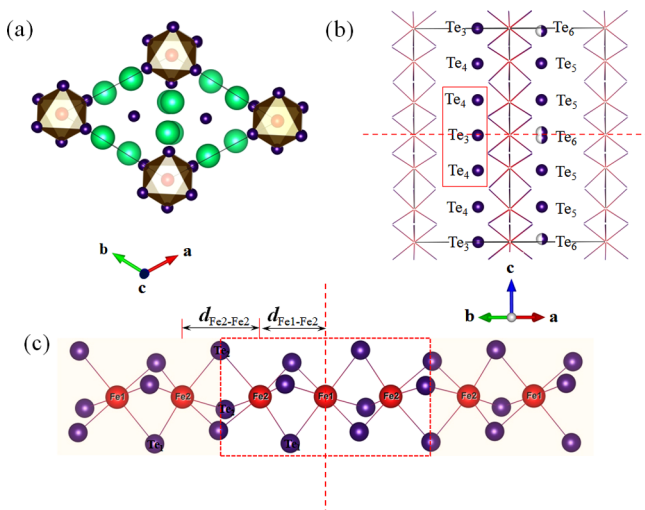 (a)
b
a
c
(b)
Te3 Te6
Te4 Te5
Te4 Te5
Te3 Te6
Te4 Te5
Te4 Te5
Te3 Te6
c
b a
dFe2-Fe2 dFe1-Fe2
(c)
Fe1 Fe2 Fe2 Fe1 Fe2 Fe2 Fe1
Te1 Te1